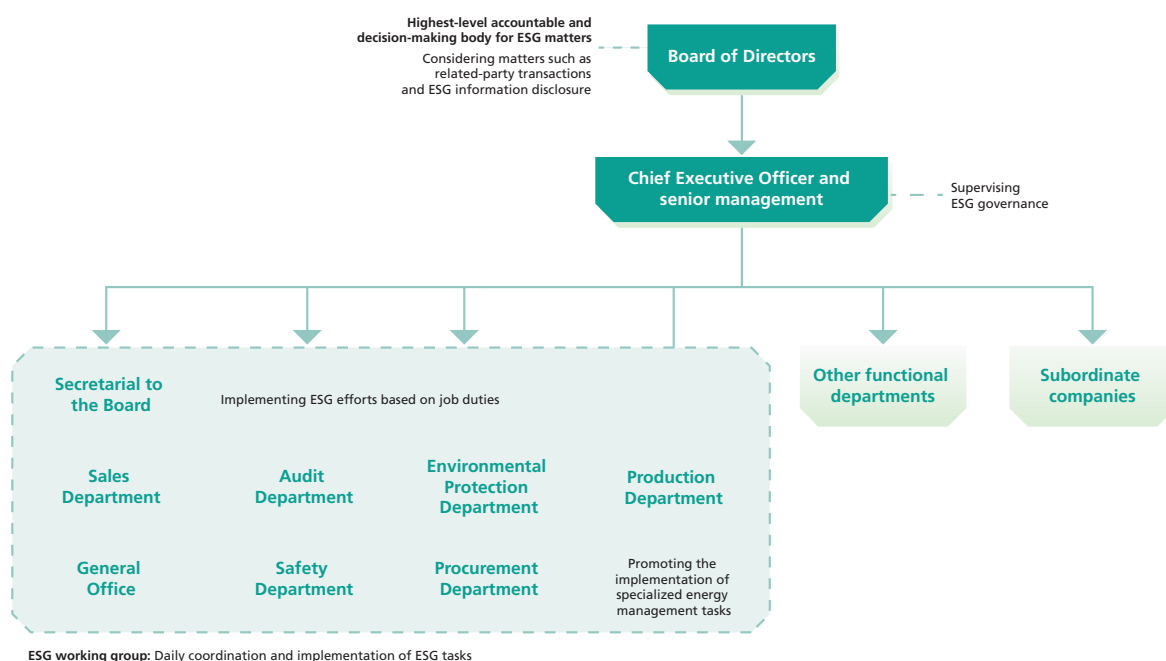 Highest-level accountable and
decision-making body for ESG matters
Considering matters such as
related-party transactions
and ESG information disclosure
Board of Directors
Chief Executive Officer and
senior management
Supervising
ESG governance
Secretarial to
the Board
Implementing ESG efforts based on job duties
Other functional
departments
Subordinate
companies
Sales
Department
Audit
Department
Environmental
Protection
Department
Production
Department
General
Office
Safety
Department
Procurement
Department
Promoting the
implementation of
specialized energy
management tasks
ESG working group: Daily coordination and implementation of ESG tasks